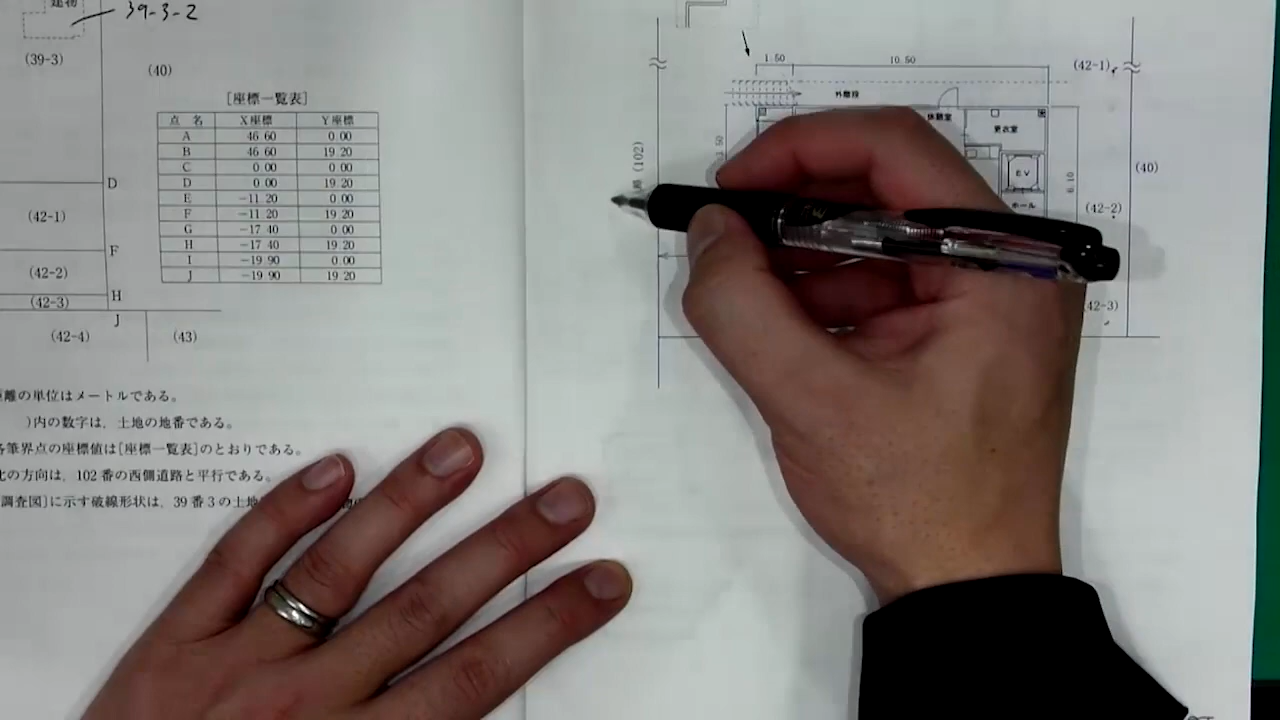 建物
39-3-2
(39-3)
(40)
[座標一覧表]
点 名 X座標 Y座標
A 46 60 0 00
B 46 60 19 20
C 0 00 0 00
D 0 00 19 20
E −11 20 0 00
F −11 20 19 20
G −17 40 0 00
H −17 40 19 20
I −19 90 0 00
J −19 90 19 20
D
(42-1)
F
(42-2)
H
(42-3)
J
(42-4)
(43)
距離の単位はメートルである。
)内の数字は，土地の地番である。
各筆界点の座標値は[座標一覧表]のとおりである。
北の方向は，102番の西側道路と平行である。
調査図]に示す破線形状は，39番3の土地
1 50
10 50
(42-1)
外階段
休憩室
更衣室
EV
ホール
6 10
(102)
(40)
(42-2)
(42-3)